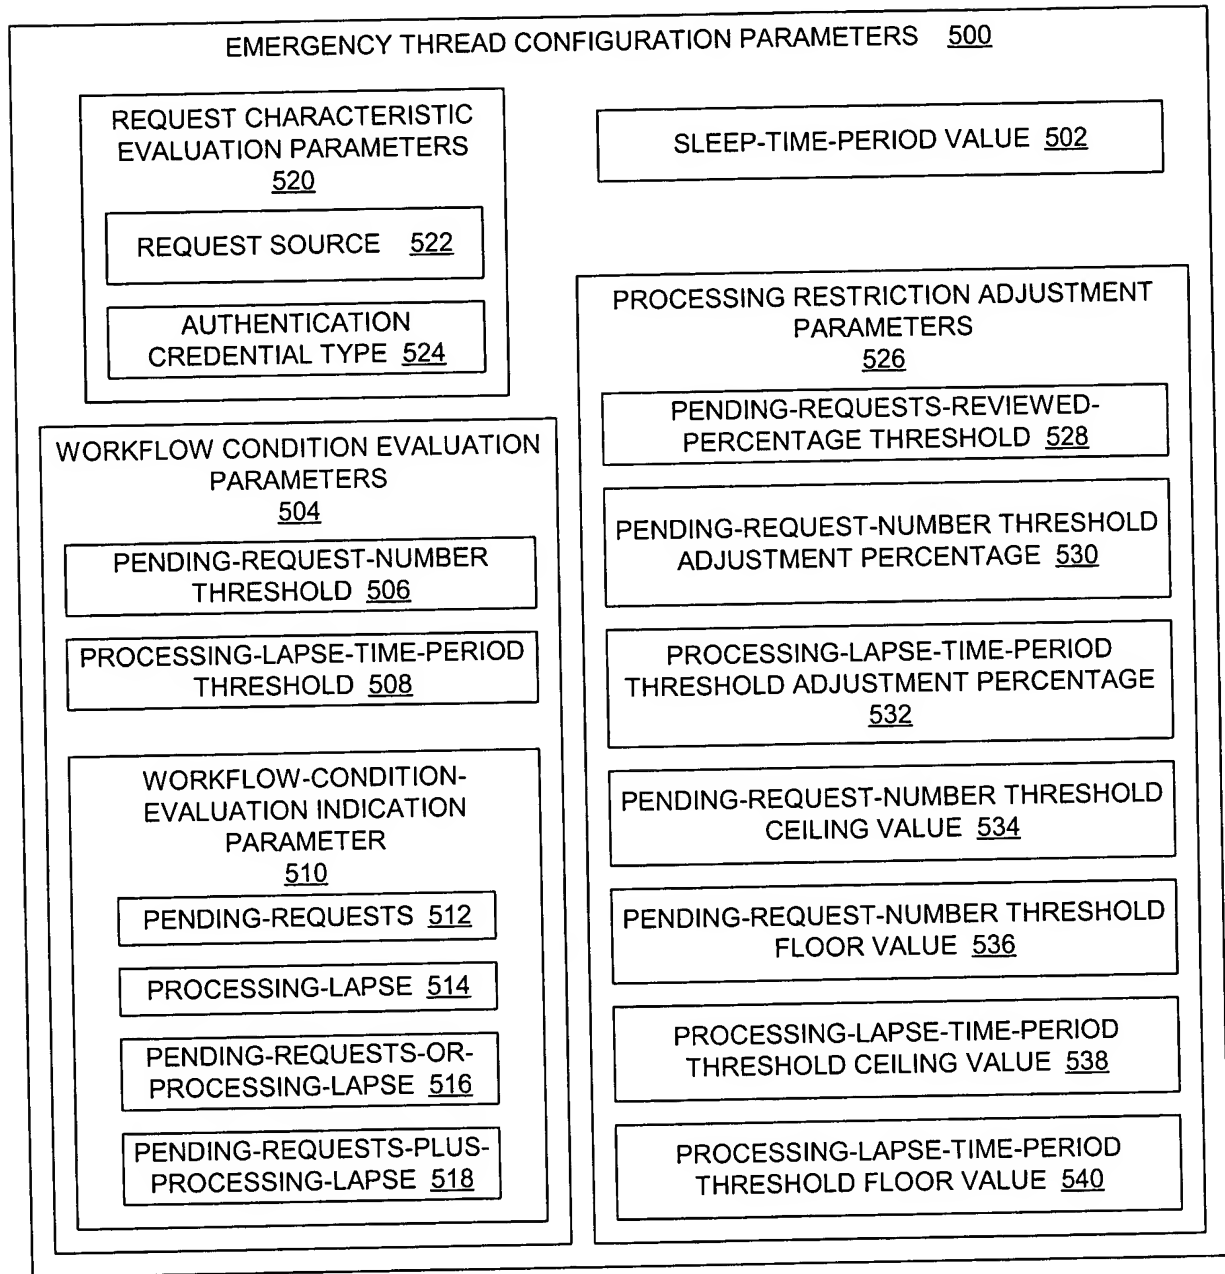 EMERGENCY THREAD CONFIGURATION PARAMETERS 500
REQUEST CHARACTERISTIC
EVALUATION PARAMETERS
520
REQUEST SOURCE 522
AUTHENTICATION
CREDENTIAL TYPE 524
SLEEP-TIME-PERIOD VALUE 502
WORKFLOW CONDITION EVALUATION
PARAMETERS
504
PENDING-REQUEST-NUMBER
THRESHOLD 506
PROCESSING-LAPSE-TIME-PERIOD
THRESHOLD 508
WORKFLOW-CONDITION-
EVALUATION INDICATION
PARAMETER
510
PENDING-REQUESTS 512
PROCESSING-LAPSE 514
PENDING-REQUESTS-OR-
PROCESSING-LAPSE 516
PENDING-REQUESTS-PLUS-
PROCESSING-LAPSE 518
PROCESSING RESTRICTION ADJUSTMENT
PARAMETERS
526
PENDING-REQUESTS-REVIEWED-
PERCENTAGE THRESHOLD 528
PENDING-REQUEST-NUMBER THRESHOLD
ADJUSTMENT PERCENTAGE 530
PROCESSING-LAPSE-TIME-PERIOD
THRESHOLD ADJUSTMENT PERCENTAGE
532
PENDING-REQUEST-NUMBER THRESHOLD
CEILING VALUE 534
PENDING-REQUEST-NUMBER THRESHOLD
FLOOR VALUE 536
PROCESSING-LAPSE-TIME-PERIOD
THRESHOLD CEILING VALUE 538
PROCESSING-LAPSE-TIME-PERIOD
THRESHOLD FLOOR VALUE 540